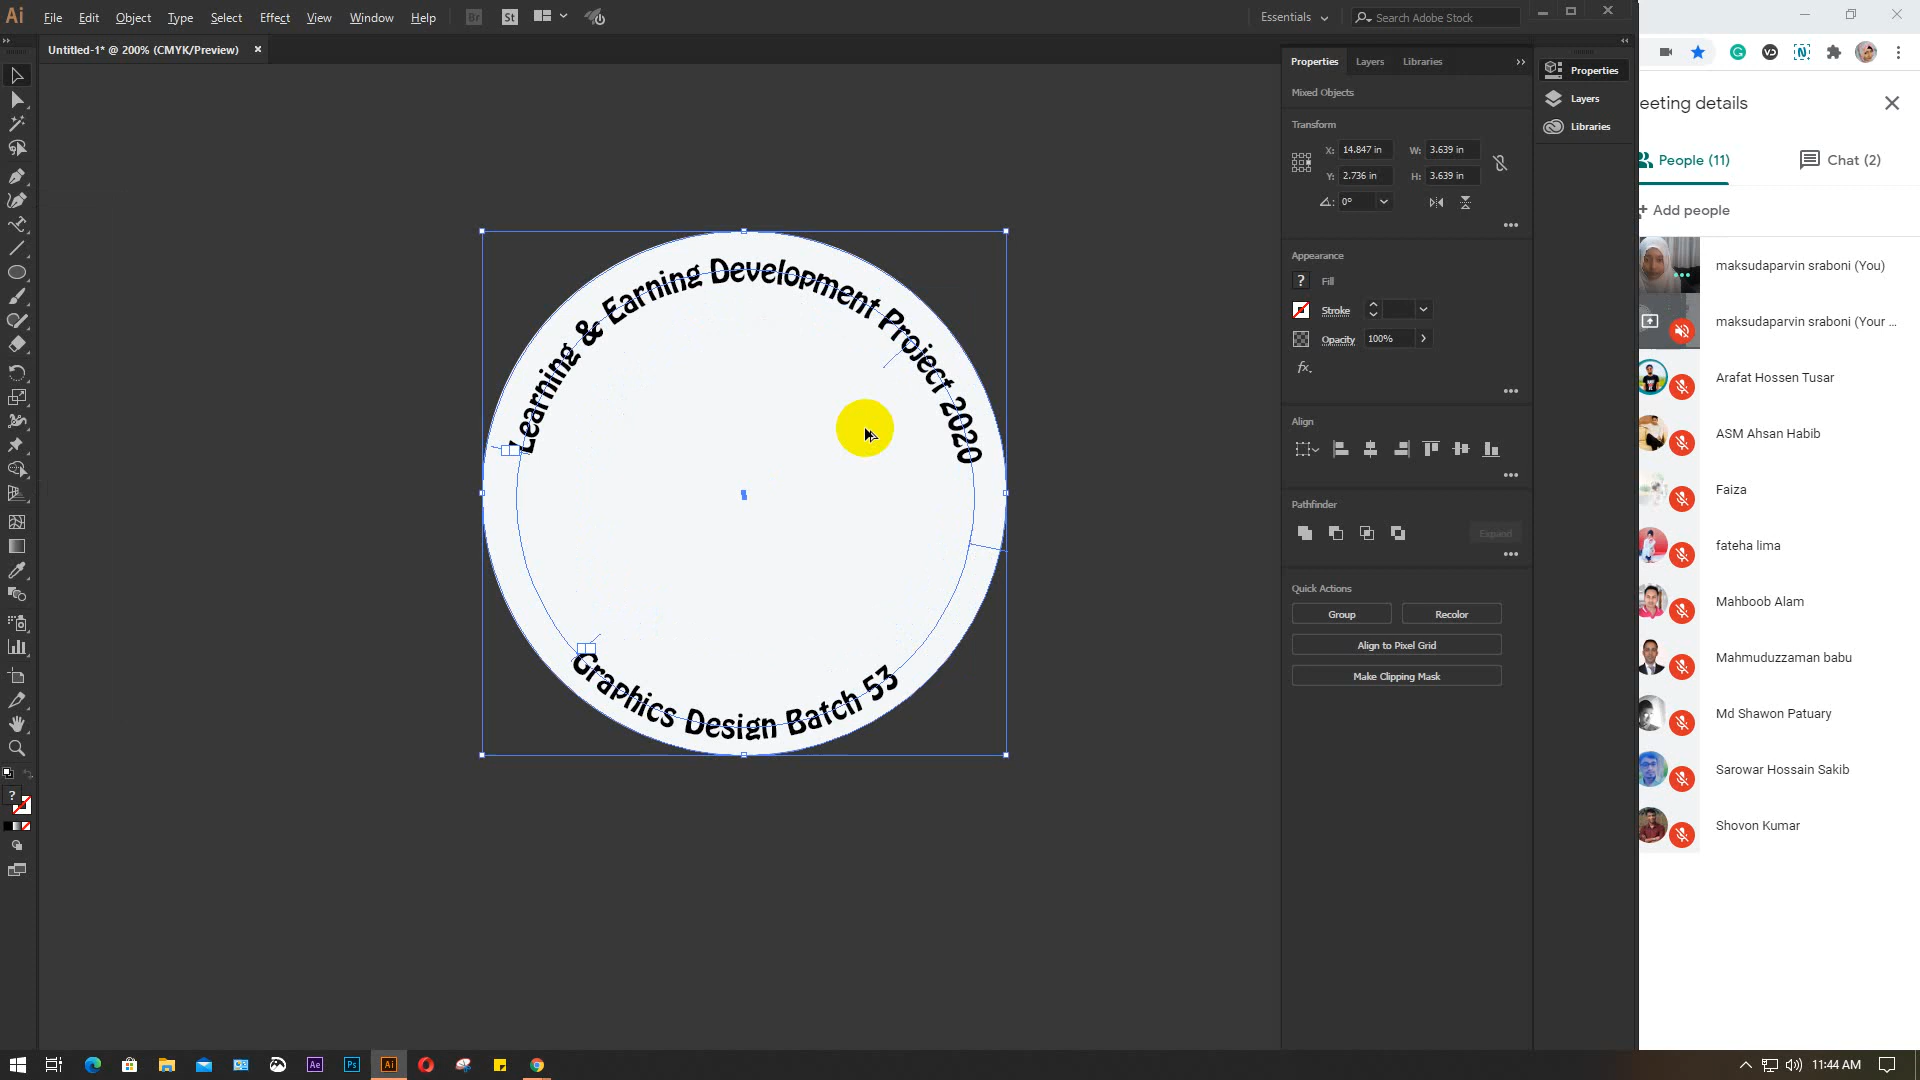 Ai File Edit Object Type Select Effect View Window Help Br St Essentials Search Adobe Stock
Untitled-1* @ 200% (CMYK/Preview) ×
Properties Layers Libraries
Mixed Objects
Transform
X: 14.847 in W: 3.639 in
Y: 2.736 in H: 3.639 in
0°
Appearance
? Fill
Stroke
Opacity 100%
fx.
Align
Pathfinder
Expand
Quick Actions
Group Recolor
Align to Pixel Grid
Make Clipping Mask
Properties
Layers
Libraries
Learning & Earning Development Project 2020
Graphics Design Batch 53
?
eeting details
People (11) Chat (2)
Add people
maksudaparvin sraboni (You)
maksudaparvin sraboni (Your ...
Arafat Hossen Tusar
ASM Ahsan Habib
Faiza
fateha lima
Mahboob Alam
Mahmuduzzaman babu
Md Shawon Patuary
Sarowar Hossain Sakib
Shovon Kumar
Ae Ps Ai
11:44 AM